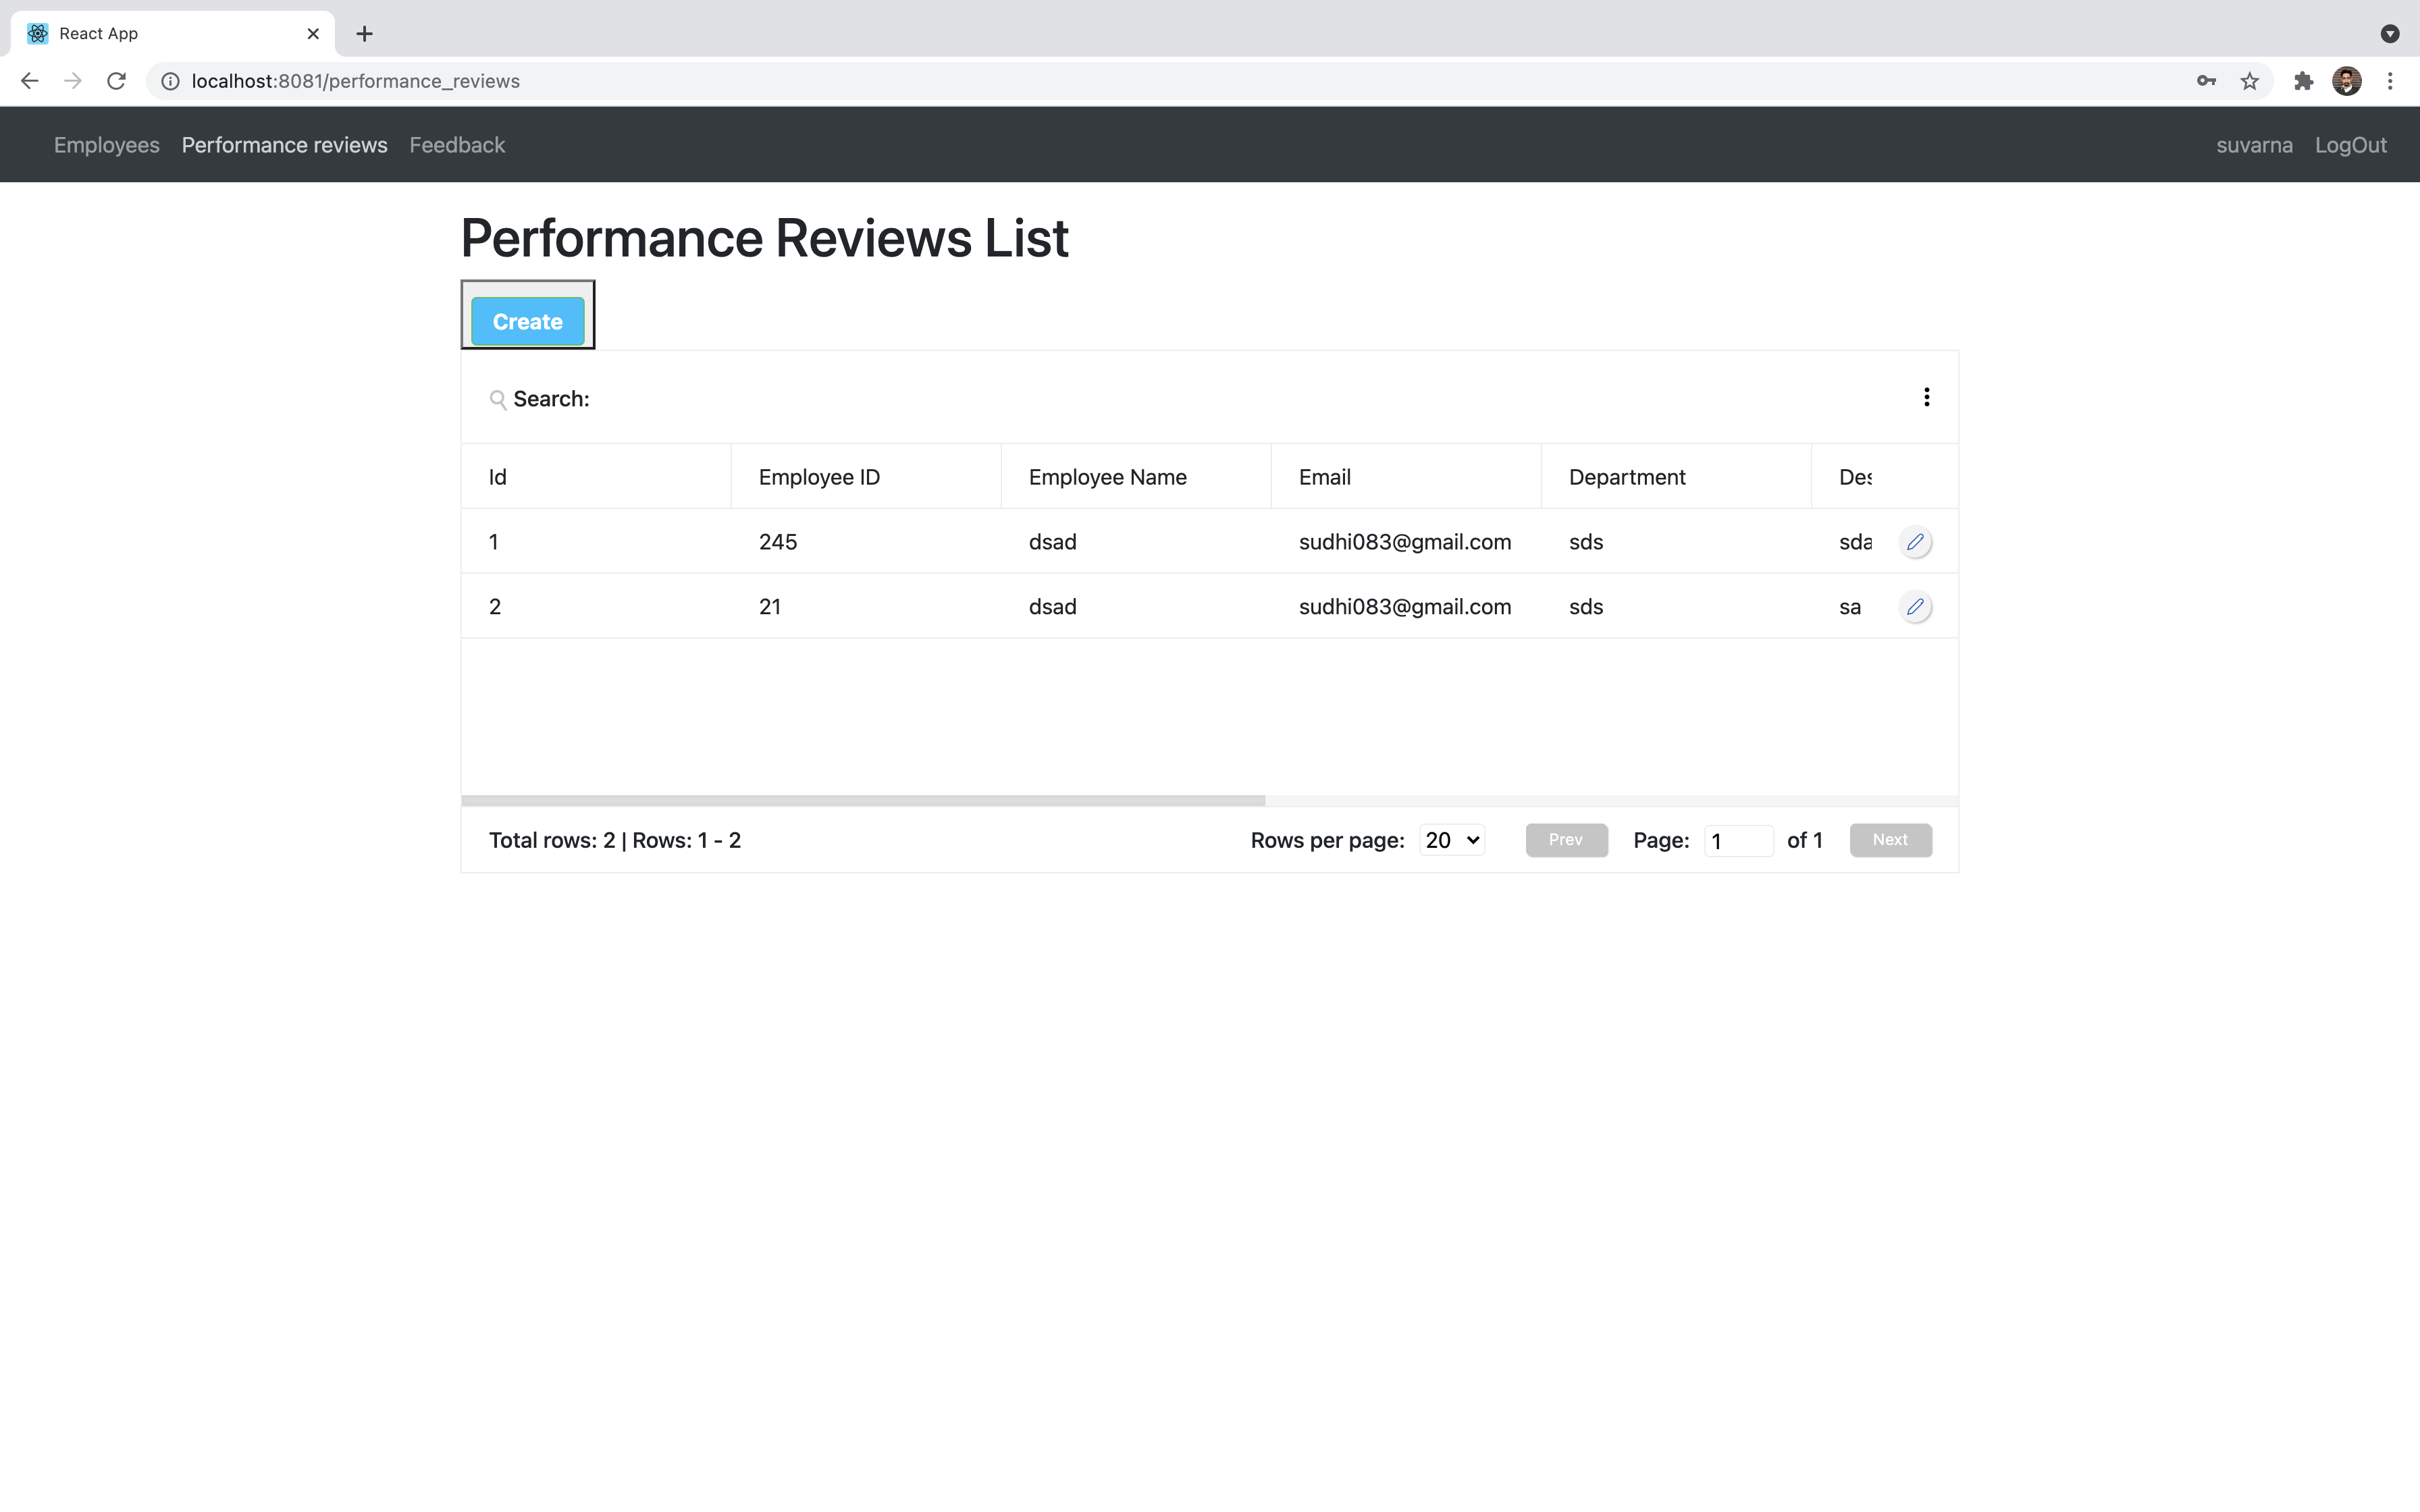 React App
localhost:8081/performance_reviews
Employees Performance reviews Feedback suvarna LogOut
Performance Reviews List
Create
Search:
Id Employee ID Employee Name Email Department Des
1 245 dsad sudhi083@gmail.com sds sda
2 21 dsad sudhi083@gmail.com sds sa
Total rows: 2 | Rows: 1 - 2 Rows per page: 20 Prev Page: 1 of 1 Next